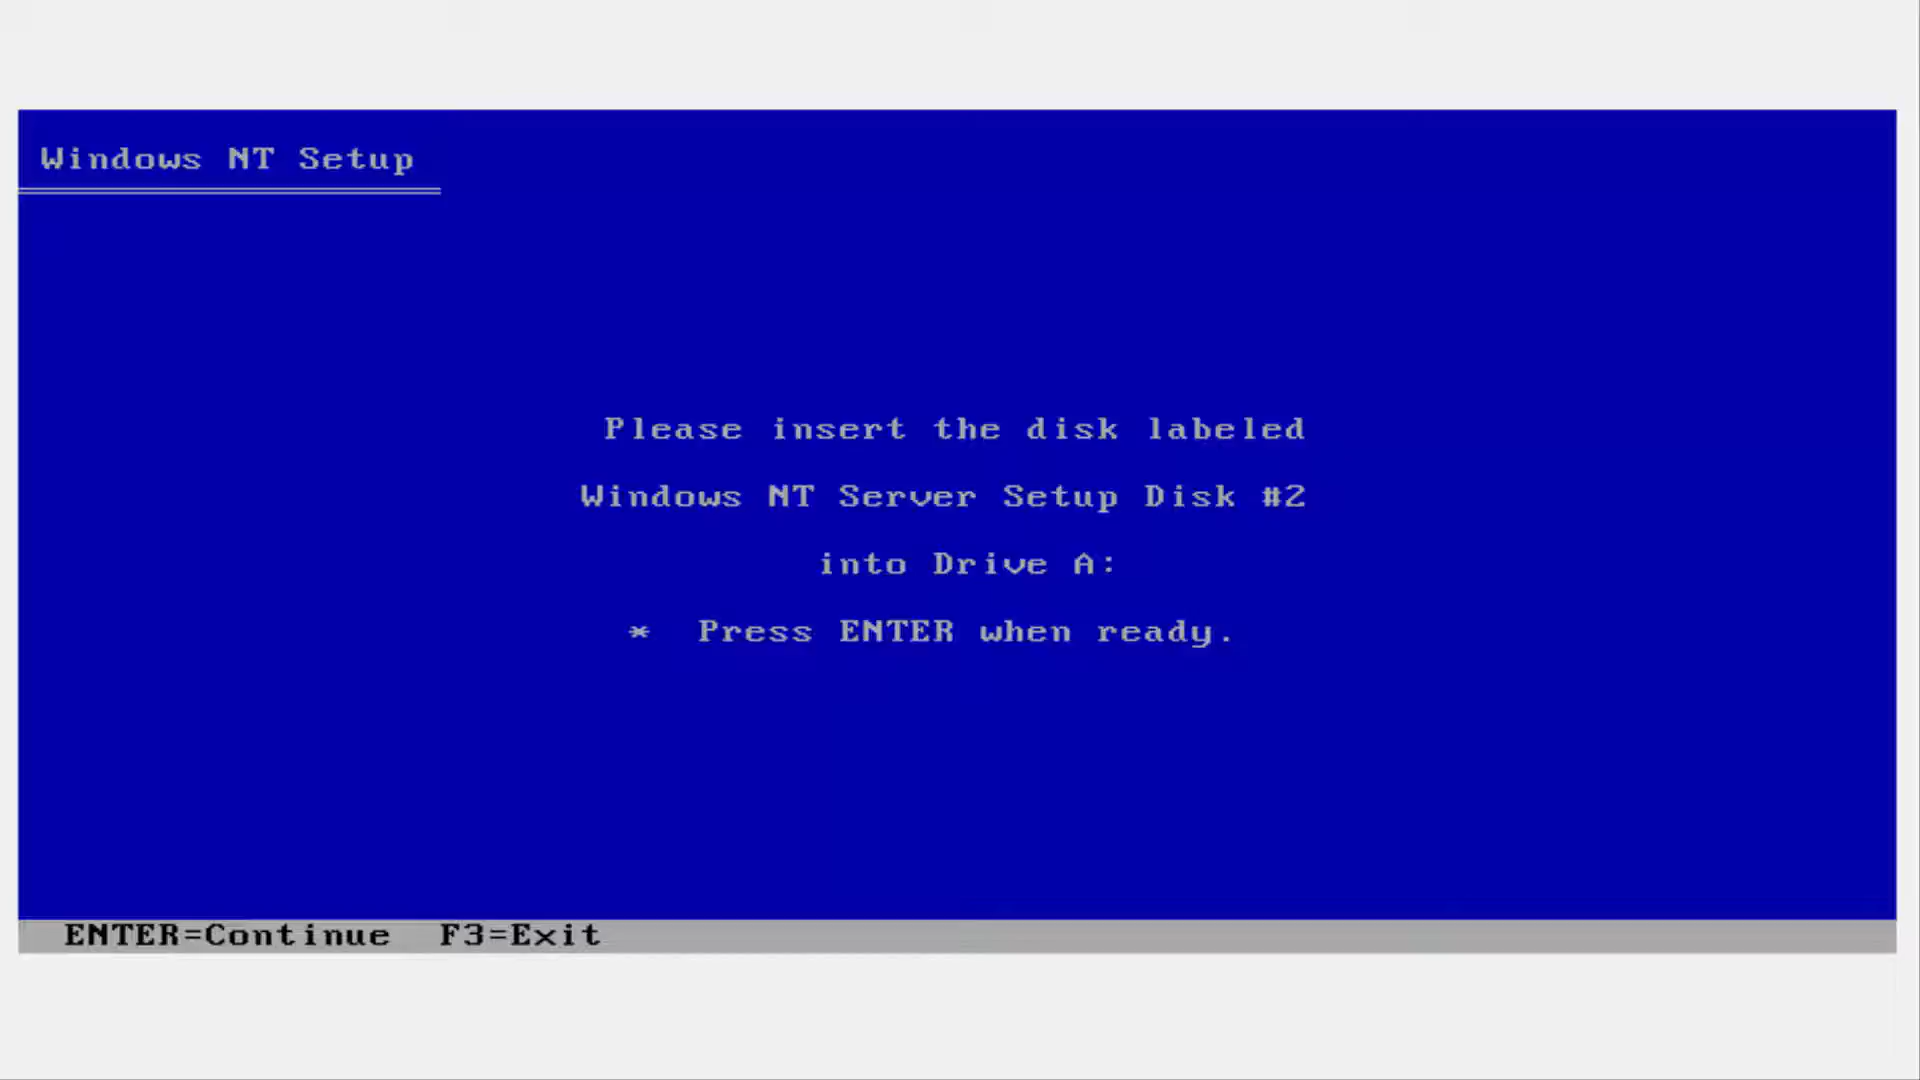 Windows NT Setup
Please insert the disk labeled
Windows NT Server Setup Disk #2
into Drive A:
* Press ENTER when ready.
ENTER=Continue F3=Exit